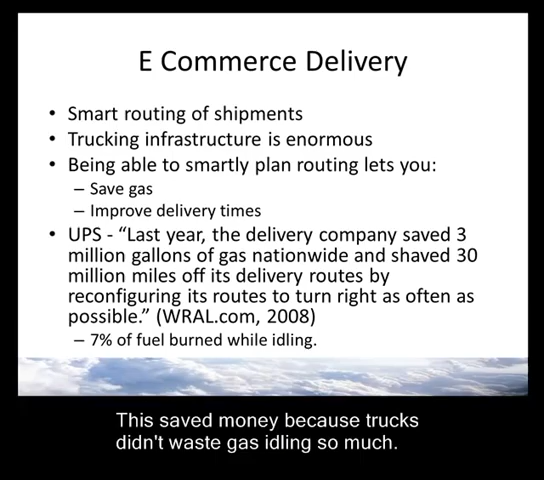 E Commerce Delivery
• Smart routing of shipments
• Trucking infrastructure is enormous
• Being able to smartly plan routing lets you:
– Save gas
– Improve delivery times
• UPS - “Last year, the delivery company saved 3
million gallons of gas nationwide and shaved 30
million miles off its delivery routes by
reconfiguring its routes to turn right as often as
possible.” (WRAL.com, 2008)
– 7% of fuel burned while idling.
This saved money because trucks
didn't waste gas idling so much.